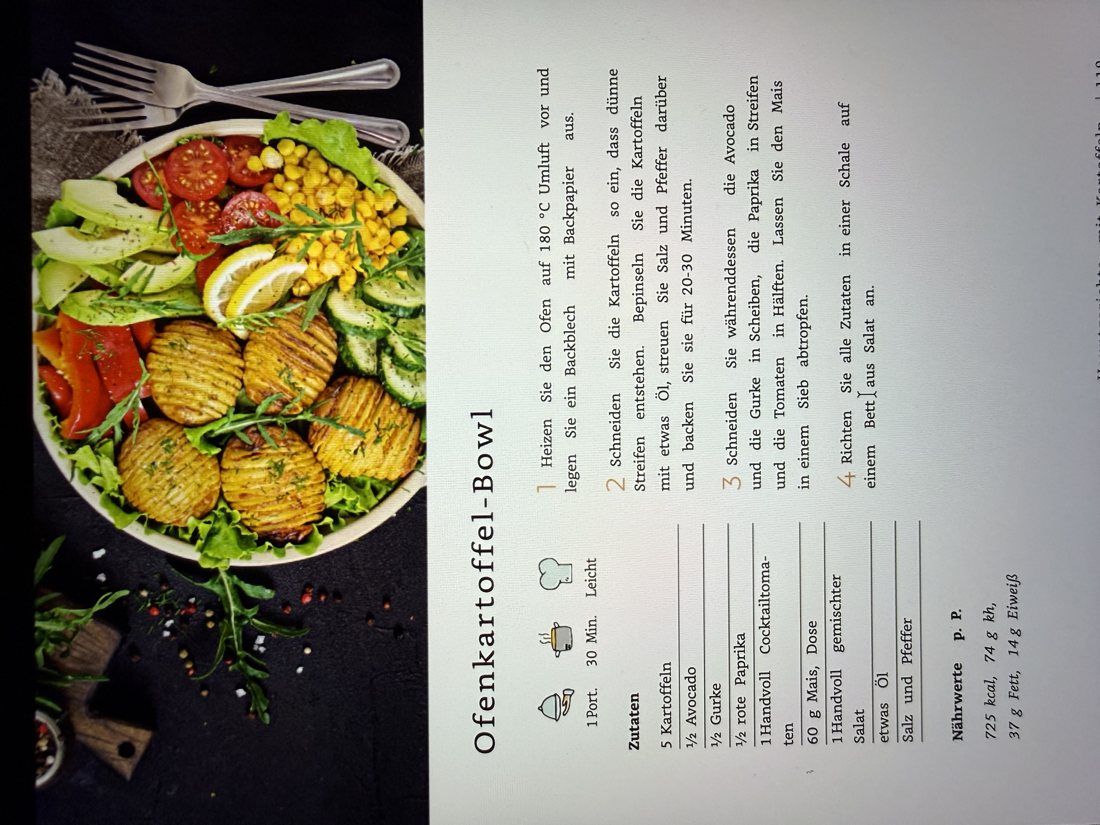 Ofenkartoffel-Bowl
1 Port. 30 Min. Leicht
Zutaten
5 Kartoffeln
½ Avocado
½ Gurke
½ rote Paprika
1 Handvoll Cocktailtoma-
ten
60 g Mais, Dose
1 Handvoll gemischter
Salat
etwas Öl
Salz und Pfeffer
Nährwerte p. P.
725 kcal, 74 g kh,
37 g Fett, 14 g Eiweiß
1 Heizen Sie den Ofen auf 180 °C Umluft vor und
legen Sie ein Backblech mit Backpapier aus.
2 Schneiden Sie die Kartoffeln so ein, dass dünne
Streifen entstehen. Bepinseln Sie die Kartoffeln
mit etwas Öl, streuen Sie Salz und Pfeffer darüber
und backen Sie sie für 20-30 Minuten.
3 Schneiden Sie währenddessen die Avocado
und die Gurke in Scheiben, die Paprika in Streifen
und die Tomaten in Hälften. Lassen Sie den Mais
in einem Sieb abtropfen.
4 Richten Sie alle Zutaten in einer Schale auf
einem Bett aus Salat an.